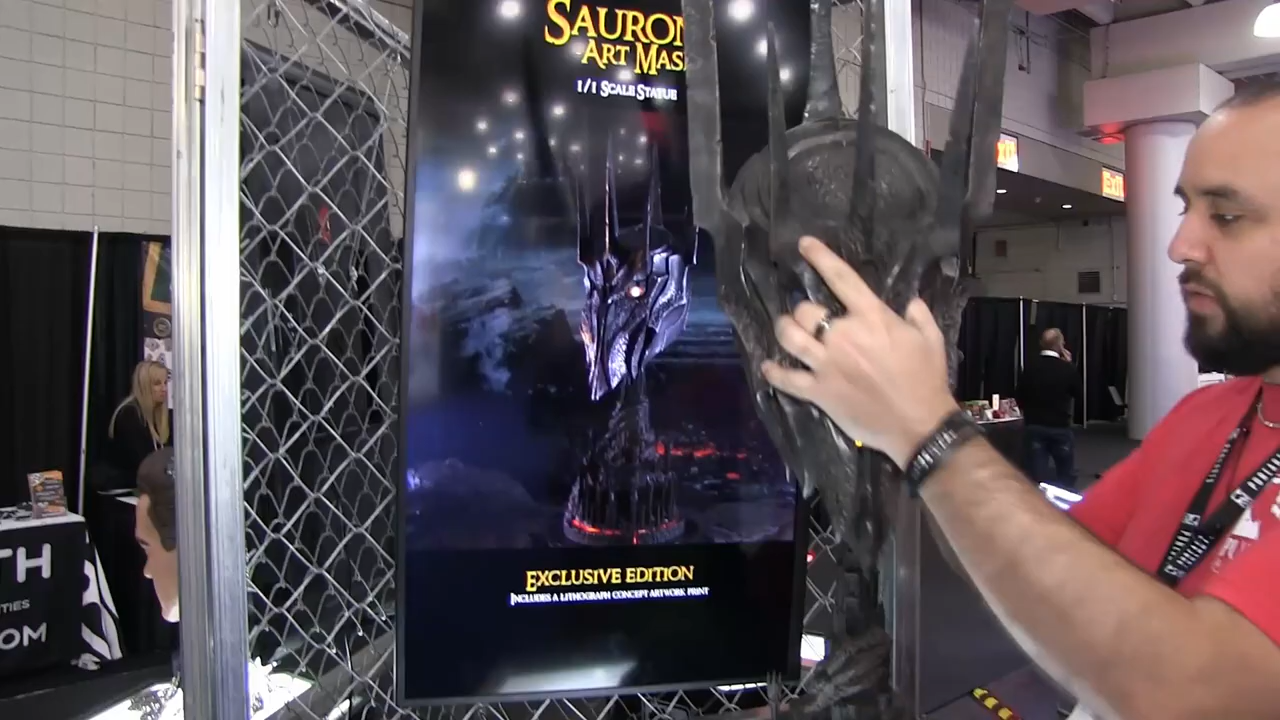 SAURON
ART MAS
1/1 SCALE STATUE
EXCLUSIVE EDITION
INCLUDES A LITHOGRAPH CONCEPT ARTWORK PRINT
Exit
Exit
TH
TIES
OM